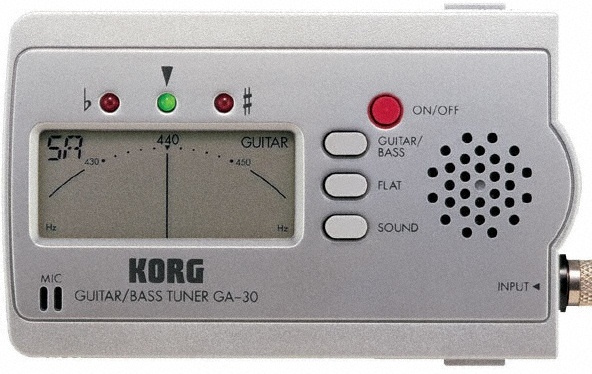 ♭ ♯
ON/OFF
5A 440 GUITAR
430 450
Hz Hz
GUITAR/
BASS
FLAT
SOUND
MIC
KORG
GUITAR/BASS TUNER GA-30
INPUT